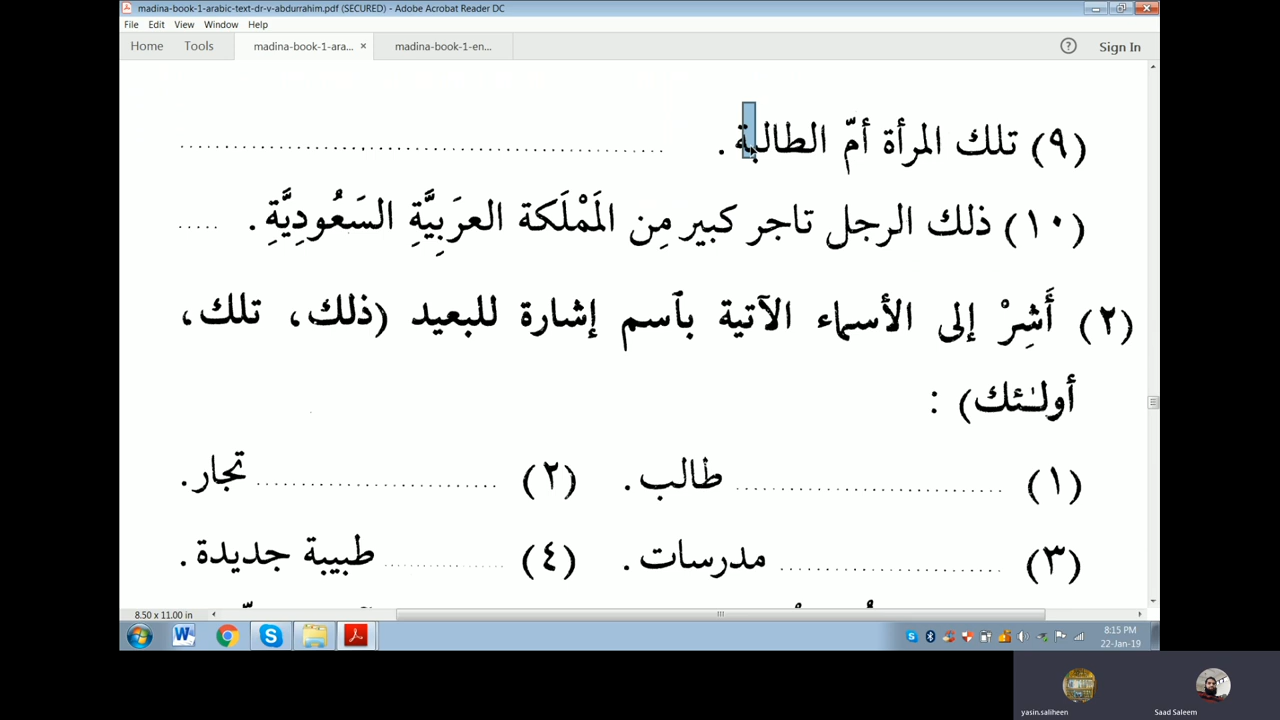 madina-book-1-arabic-text-dr-v-abdurrahim.pdf (SECURED) - Adobe Acrobat Reader DC
File Edit View Window Help
Home Tools madina-book-1-ara... × madina-book-1-en... ? Sign In
(٩) تلك المرأة أمّ الطالبة . ........................
(١٠) ذلك الرجل تاجر كبير مِن المَمْلَكة العرَبِيَّةِ السَعُودِيَّةِ . .....
(٢) أَشِرْ إلى الأسماء الآتية بٱسم إشارة للبعيد (ذلك، تلك،
أولـٰئك) :
(١) ........................ طالب . (٢) ........................ تجار .
(٣) ........................ مدرسات . (٤) ............ طبيبة جديدة .
8.50 x 11.00 in
8:15 PM
22-Jan-19
yasin.saliheen Saad Saleem